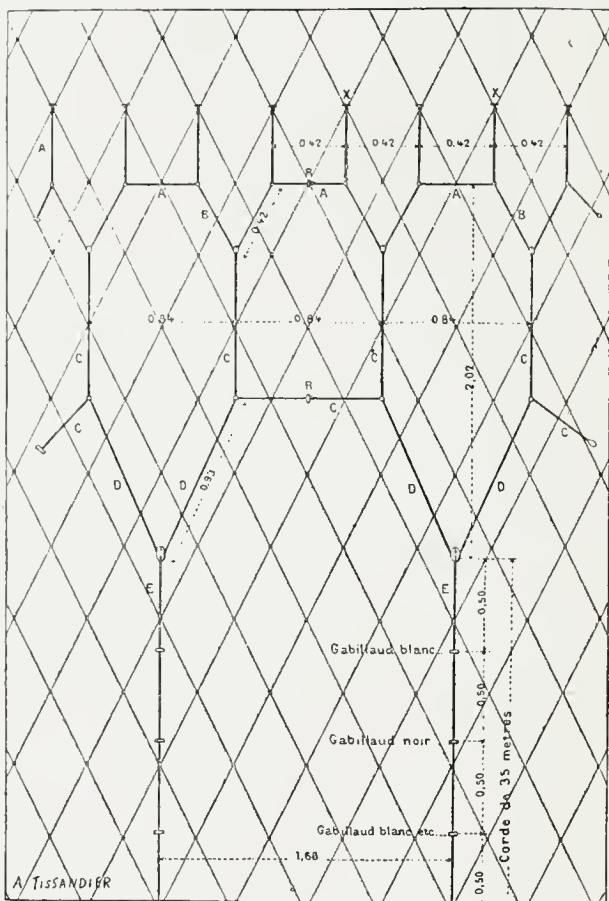 X X
A 0.42 0.42 0.42 0.42
R
A A A
B 0.42 B
0.84 0.84 0.84
C C C C
2,02
R
C C C
D D 0.93 D D
E E
0,50
Gabillaud blanc
0,50
Gabillaud noir
0,50
Corde de 35 metres
Gabillaud blanc etc.
1,68
0,50
A TISSANDIER